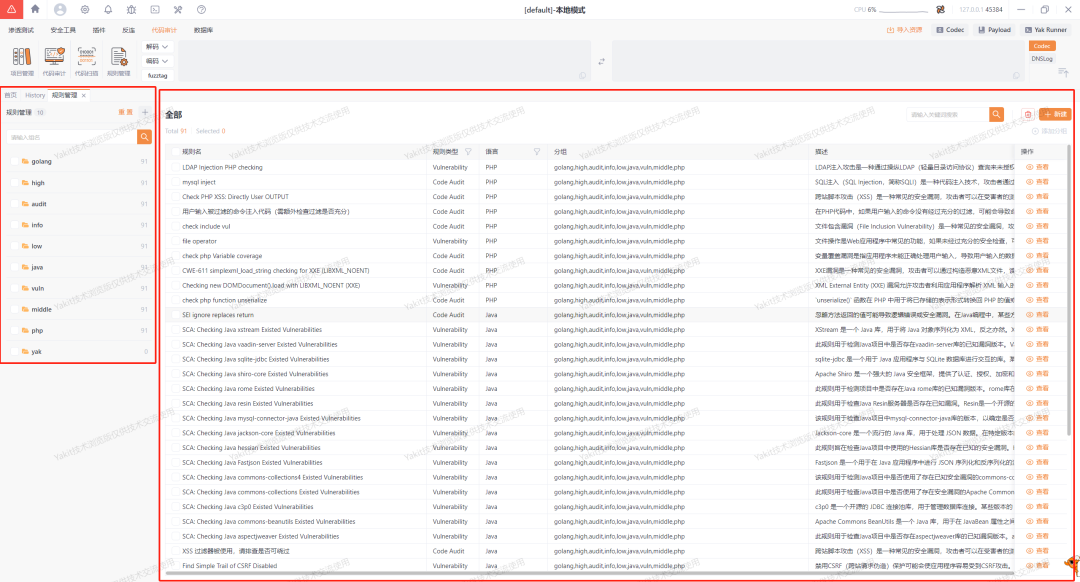 [default]-本地模式
CPU 6%
127.0.0.1:45384
渗透测试 安全工具 插件 反连 代码审计 数据库
导入资源 Codec Payload Yak Runner
项目管理 代码审计 代码扫描 规则管理
解码
编码
fuzztag
Codec
DNSLog
首页 History 规则管理
规则管理 10 重置
请输入组名
golang 91
high 91
audit 91
info 91
low 91
java 91
vuln 91
middle 91
php 91
yak 0
全部
请输入关键词搜索
新建
Total 91 Selected 0
添加分组
规则名 规则类型 语言 分组 描述 操作
LDAP Injection PHP checking Vulnerability PHP golang,high,audit,info,low,java,vuln,middle,php LDAP注入攻击是一种通过操纵LDAP（轻量目录访问协议）查询来未授权 查看
mysql inject Code Audit PHP golang,high,audit,info,low,java,vuln,middle,php SQL注入（SQL Injection，简称SQLI）是一种代码注入技术，攻击者通过 查看
Check PHP XSS: Directly User OUTPUT Code Audit PHP golang,high,audit,info,low,java,vuln,middle,php 跨站脚本攻击（XSS）是一种常见的安全漏洞，攻击者可以在受害者的 查看
用户输入被过滤的命令注入代码（需额外检查过滤是否充分） Code Audit PHP golang,high,audit,info,low,java,vuln,middle,php 在PHP代码中，如果用户输入的命令没有经过充分的过滤，可能会导致 查看
check include vul Code Audit PHP golang,high,audit,info,low,java,vuln,middle,php 文件包含漏洞（File Inclusion Vulnerability）是一种常见的安全漏洞， 查看
file operator Vulnerability PHP golang,high,audit,info,low,java,vuln,middle,php 文件操作是Web应用程序中常见的功能，如果未经过充分的安全检查， 查看
check php Variable coverage Code Audit PHP golang,high,audit,info,low,java,vuln,middle,php 变量覆盖漏洞是指应用程序未能正确处理用户输入，导致用户输入的 查看
CWE-611 simplexml_load_string checking for XXE (LIBXML_NOENT) Code Audit PHP golang,high,audit,info,low,java,vuln,middle,php XXE漏洞是一种常见的安全漏洞，攻击者可以通过构造恶意XML文件， 查看
Checking new DOMDocument().load with LIBXML_NOENT (XXE) Vulnerability PHP golang,high,audit,info,low,java,vuln,middle,php XML External Entity (XXE) 漏洞允许攻击者利用应用程序解析 XML 输入的 查看
check php function unserialize Code Audit PHP golang,high,audit,info,low,java,vuln,middle,php 'unserialize()' 函数在 PHP 中用于将已存储的表示形式转换回 PHP 的值 查看
SEI ignore replaces return Code Audit Java golang,high,audit,info,low,java,vuln,middle,php 忽略方法返回的值可能导致逻辑错误或安全漏洞。在Java编程中，某些 查看
SCA: Checking Java xstream Existed Vulnerabilities Vulnerability Java golang,high,audit,info,low,java,vuln,middle,php XStream 是一个 Java 库，用于将 Java 对象序列化为 XML，反之亦然。 查看
SCA: Checking Java vaadin-server Existed Vulnerabilities Vulnerability Java golang,high,audit,info,low,java,vuln,middle,php 此规则用于检测Java项目中是否存在vaadin-server库的已知漏洞版本。 查看
SCA: Checking Java sqlite-jdbc Existed Vulnerabilities Vulnerability Java golang,high,audit,info,low,java,vuln,middle,php sqlite-jdbc 是一个用于 Java 应用程序与 SQLite 数据库进行交互的库。 查看
SCA: Checking Java shiro-core Existed Vulnerabilities Vulnerability Java golang,high,audit,info,low,java,vuln,middle,php Apache Shiro 是一个强大的 Java 安全框架，提供了认证、授权、加密和 查看
SCA: Checking Java rome Existed Vulnerabilities Vulnerability Java golang,high,audit,info,low,java,vuln,middle,php 此规则用于检测项目中是否存在Java rome库的已知漏洞版本。rome库在 查看
SCA: Checking Java resin Existed Vulnerabilities Vulnerability Java golang,high,audit,info,low,java,vuln,middle,php 此规则用于检查Java Resin服务器是否存在已知漏洞。Resin是一个开源的 查看
SCA: Checking Java mysql-connector-java Existed Vulnerabilities Vulnerability Java golang,high,audit,info,low,java,vuln,middle,php 该规则用于检查Java项目中mysql-connector-java库的版本，以确定是否 查看
SCA: Checking Java jackson-core Existed Vulnerabilities Vulnerability Java golang,high,audit,info,low,java,vuln,middle,php Jackson-core 是一个流行的 Java 库，用于处理 JSON 数据。在特定版本 查看
SCA: Checking Java hessian Existed Vulnerabilities Vulnerability Java golang,high,audit,info,low,java,vuln,middle,php 此规则旨在检查Java项目中使用的Hessian库是否存在已知的安全漏洞。 查看
SCA: Checking Java Fastjson Existed Vulnerabilities Vulnerability Java golang,high,audit,info,low,java,vuln,middle,php Fastjson 是一个用于在 Java 应用程序中进行 JSON 序列化和反序列化的 查看
SCA: Checking Java commons-collections4 Existed Vulnerabilities Vulnerability Java golang,high,audit,info,low,java,vuln,middle,php 该规则用于检测Java项目中是否使用了存在已知安全漏洞的commons-co 查看
SCA: Checking Java commons-collections Existed Vulnerabilities Vulnerability Java golang,high,audit,info,low,java,vuln,middle,php 此规则用于检测Java项目中是否使用了存在安全漏洞的Apache Common 查看
SCA: Checking Java c3p0 Existed Vulnerabilities Vulnerability Java golang,high,audit,info,low,java,vuln,middle,php c3p0 是一个开源的 JDBC 连接池库，用于管理数据库连接。某些版本的 查看
SCA: Checking Java commons-beanutils Existed Vulnerabilities Vulnerability Java golang,high,audit,info,low,java,vuln,middle,php Apache Commons BeanUtils 是一个 Java 库，用于在 JavaBean 属性之间 查看
SCA: Checking Java aspectjweaver Existed Vulnerabilities Vulnerability Java golang,high,audit,info,low,java,vuln,middle,php 此规则用于检测Java项目中是否存在aspectjweaver库的已知安全漏洞。 查看
XSS 过滤器被使用，请排查是否可绕过 Code Audit Java golang,high,audit,info,low,java,vuln,middle,php 跨站脚本攻击（XSS）是一种常见的安全漏洞，攻击者可以在受害者的 查看
Find Simple Trail of CSRF Disabled Vulnerability Java golang,high,audit,info,low,java,vuln,middle,php 禁用CSRF（跨站请求伪造）保护可能会使应用程序容易受到CSRF攻击。 查看
Yakit技术浏览版仅供技术交流使用